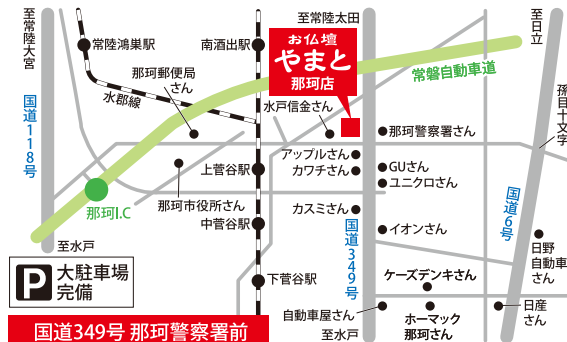 至常陸大宮
国道118号
常陸鴻巣駅
那珂郵便局
さん
水郡線
南酒出駅
至常陸太田
お仏壇
やまと
那珂店
水戸信金さん
常磐自動車道
至日立
孫目十文字
国道6号
那珂警察署さん
アップルさん
カワチさん
GUさん
ユニクロさん
上菅谷駅
那珂市役所さん
那珂I.C
中菅谷駅
カスミさん
国道349号
イオンさん
日野
自動車
さん
至水戸
P
大駐車場
完備
下菅谷駅
ケーズデンキさん
自動車屋さん
ホーマック
那珂さん
日産
さん
国道349号 那珂警察署前
至水戸